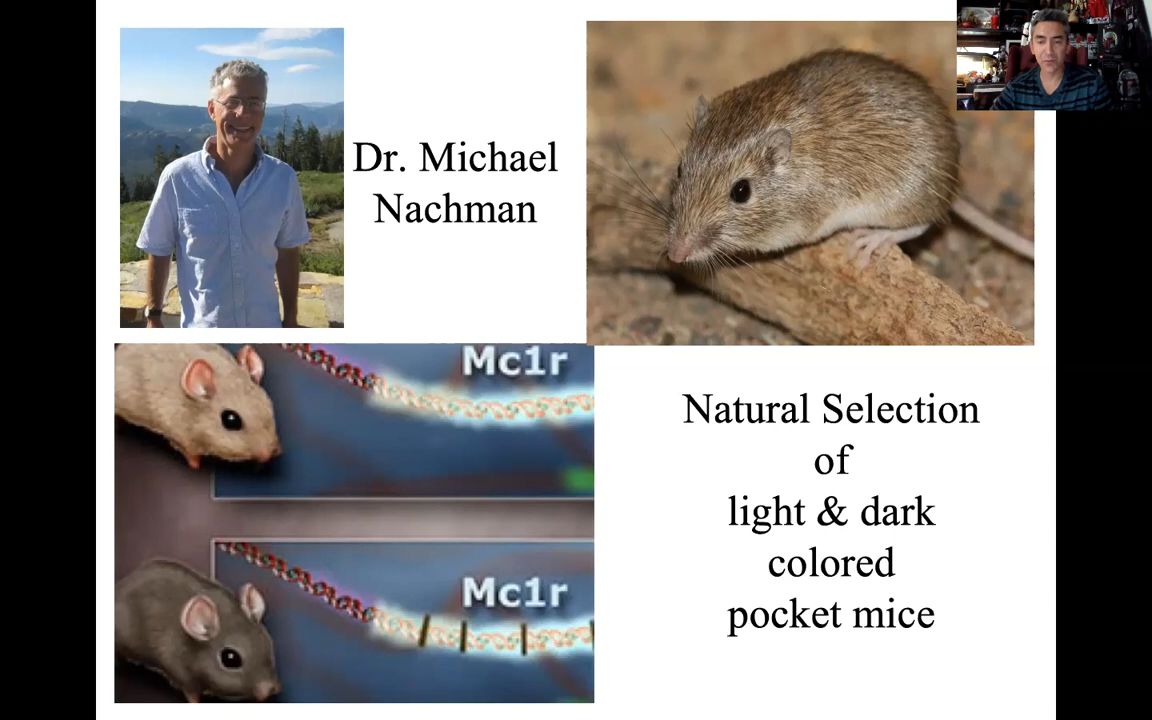 Dr. Michael
Nachman
Mc1r
Mc1r
Natural Selection
of
light & dark
colored
pocket mice